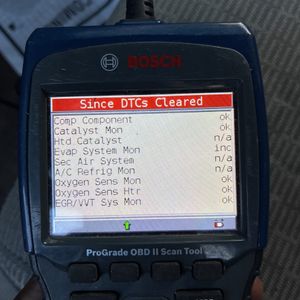 BOSCH
Since DTCs Cleared
Comp Component ok
Catalyst Mon ok
Htd Catalyst n/a
Evap System Mon inc
Sec Air System n/a
A/C Refrig Mon n/a
Oxygen Sens Mon ok
Oxygen Sens Htr ok
EGR/VVT Sys Mon ok
ProGrade OBD II Scan Tool